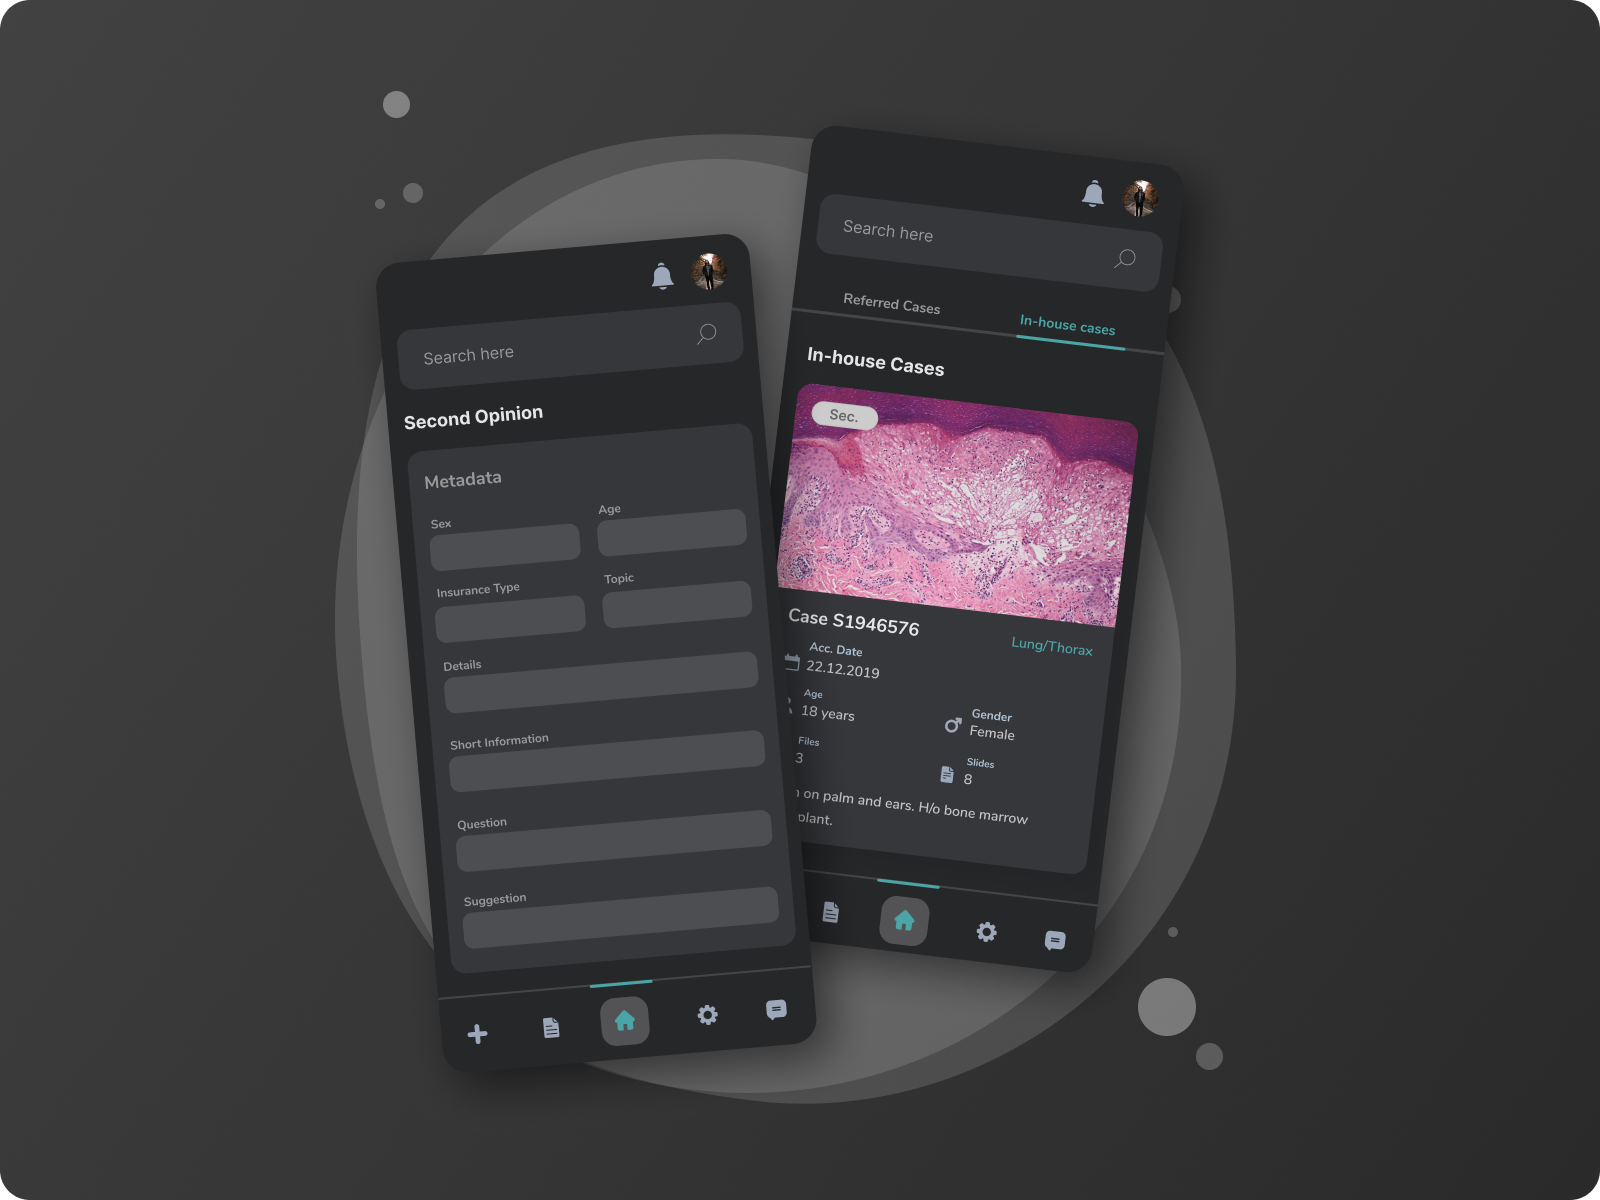 Search here
Second Opinion
Metadata
Sex
Age
Insurance Type
Topic
Details
Short Information
Question
Suggestion
Search here
Referred Cases
In-house cases
In-house Cases
Sec.
Case S1946576
Lung/Thorax
Acc. Date
22.12.2019
Age
18 years
Gender
Female
Files
3
Slides
8
on palm and ears. H/o bone marrow
plant.